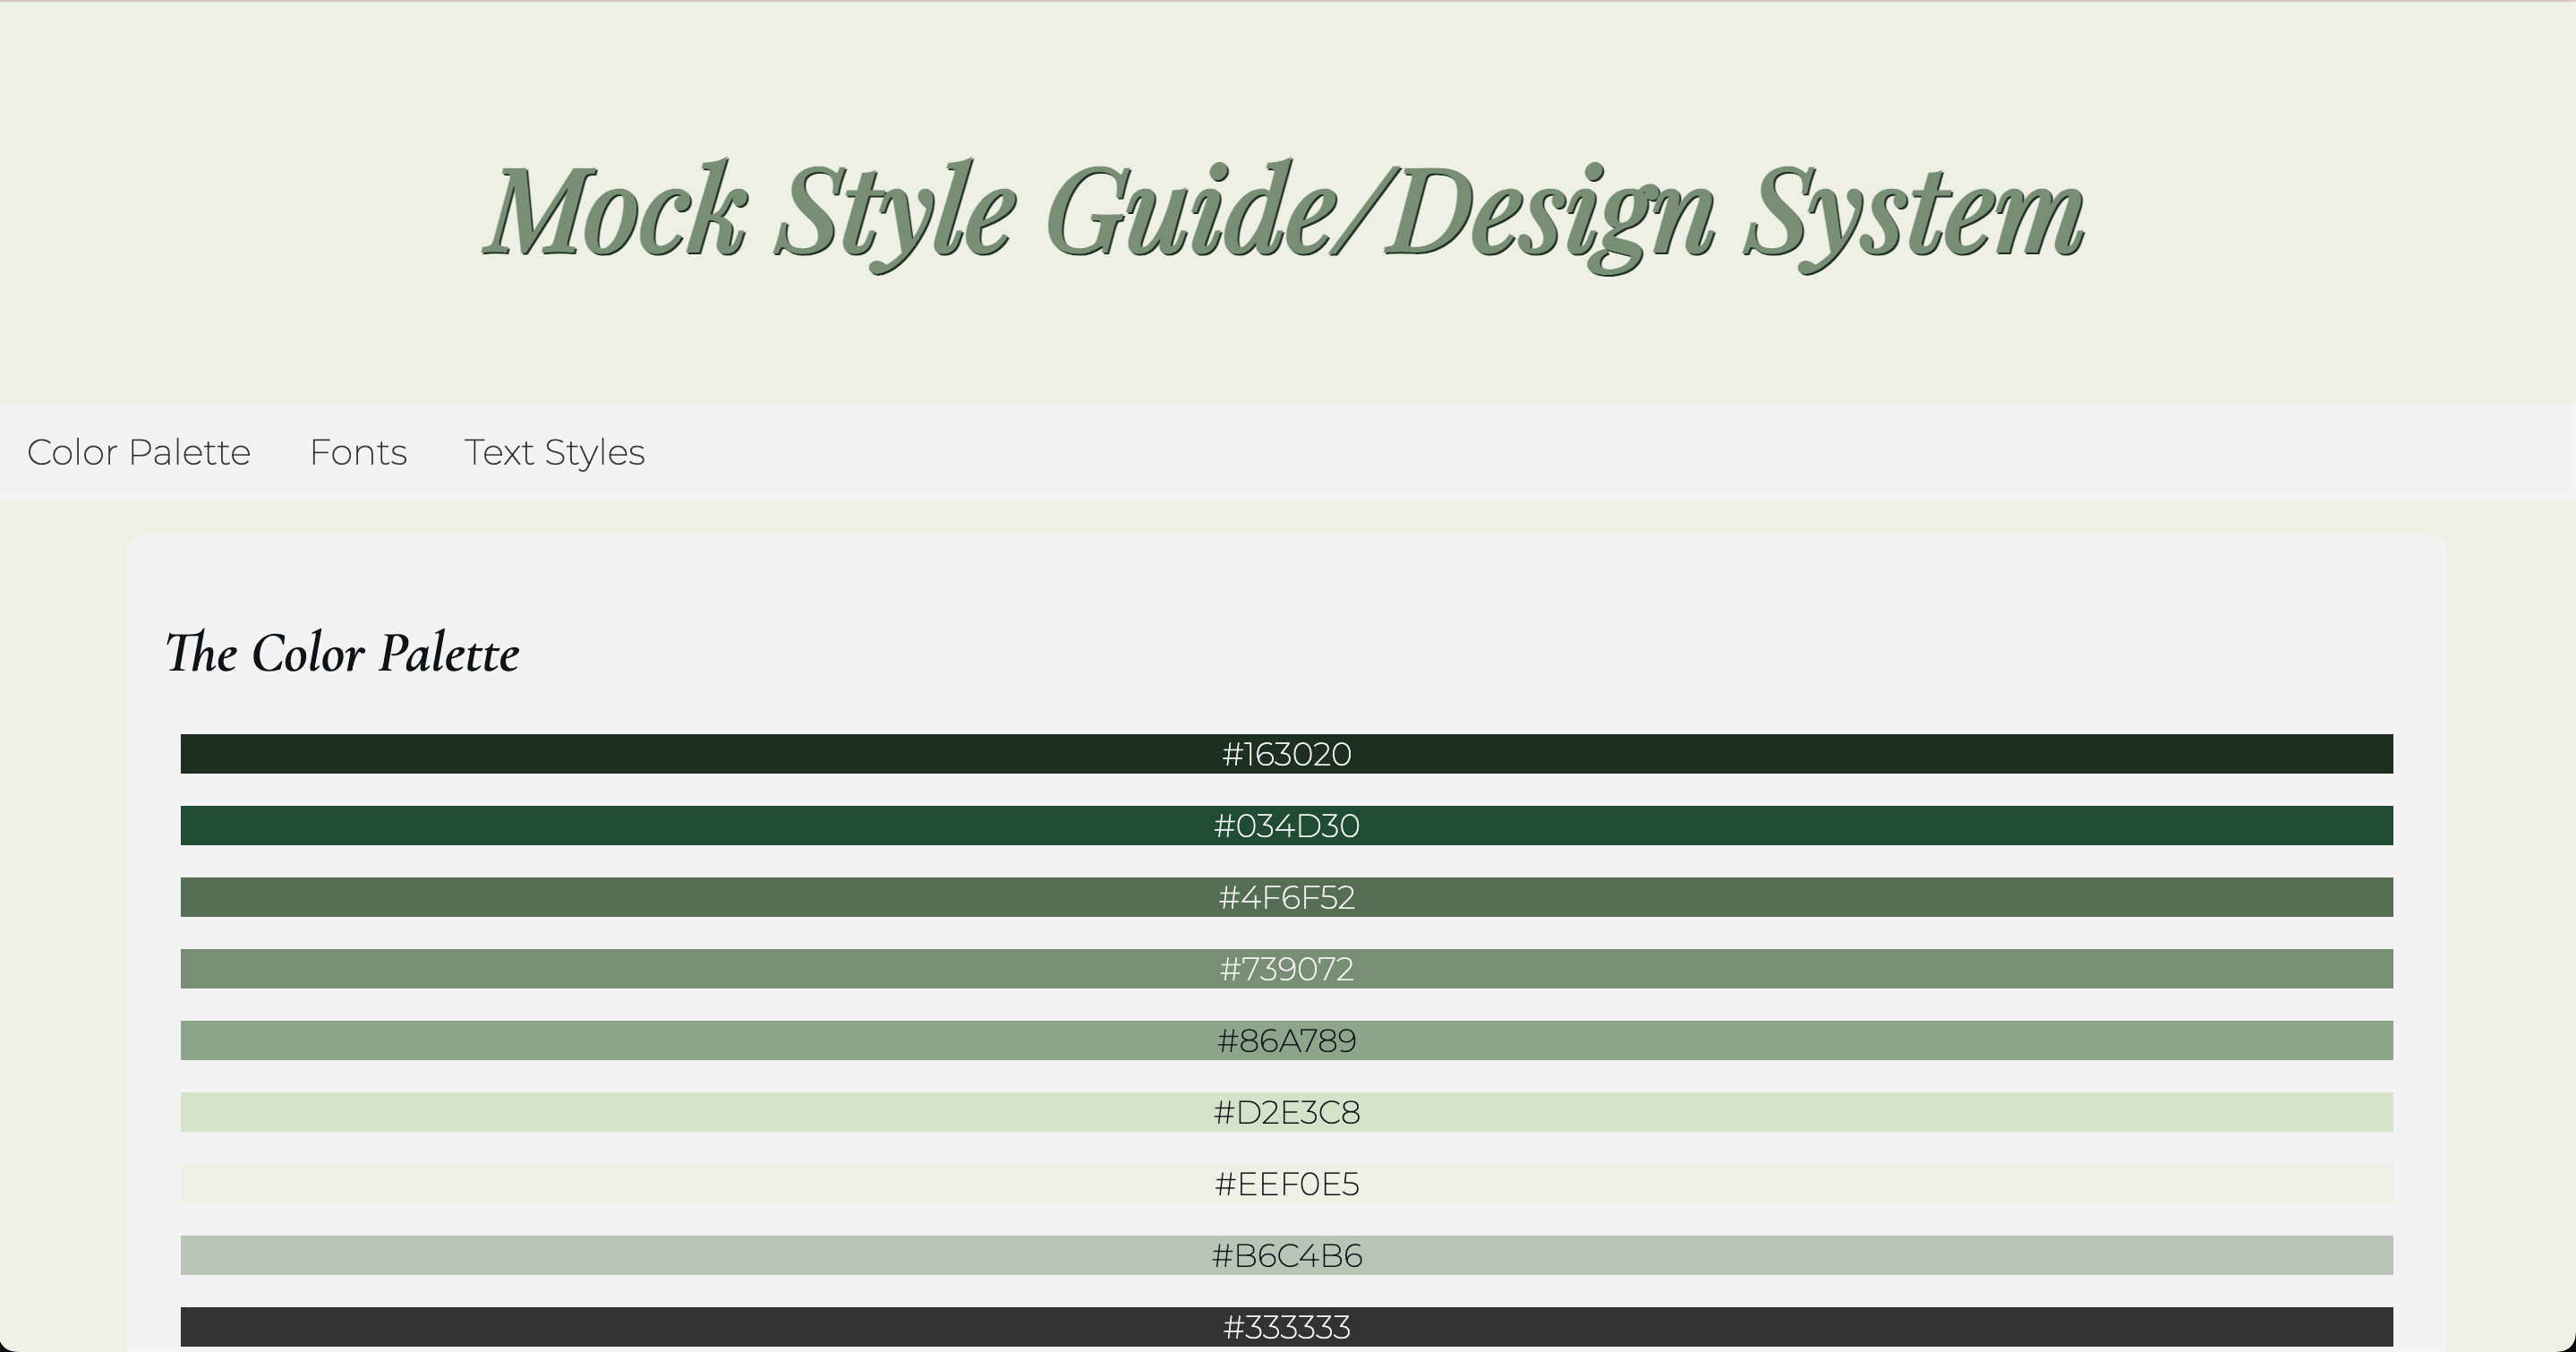 Mock Style Guide/Design System
Color Palette Fonts Text Styles
The Color Palette
#163020
#034D30
#4F6F52
#739072
#86A789
#D2E3C8
#EEF0E5
#B6C4B6
#333333